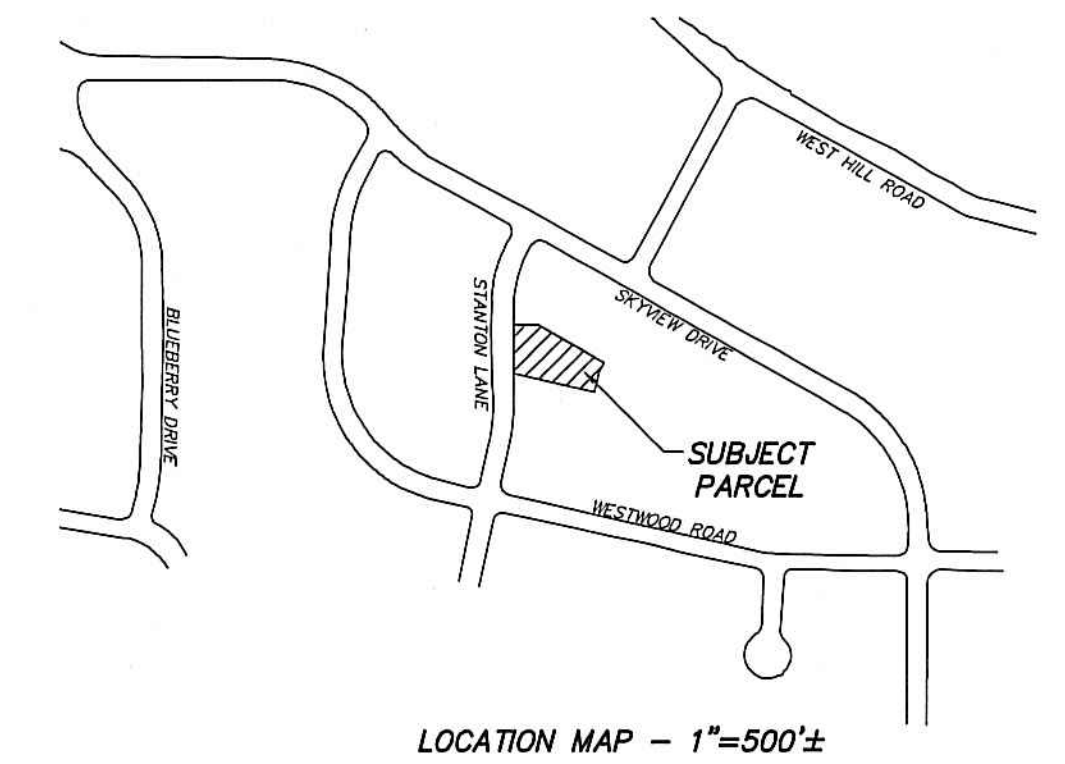 WEST HILL ROAD
SKYVIEW DRIVE
STANTON LANE
BLUEBERRY DRIVE
SUBJECT
PARCEL
WESTWOOD ROAD
LOCATION MAP - 1"=500'±